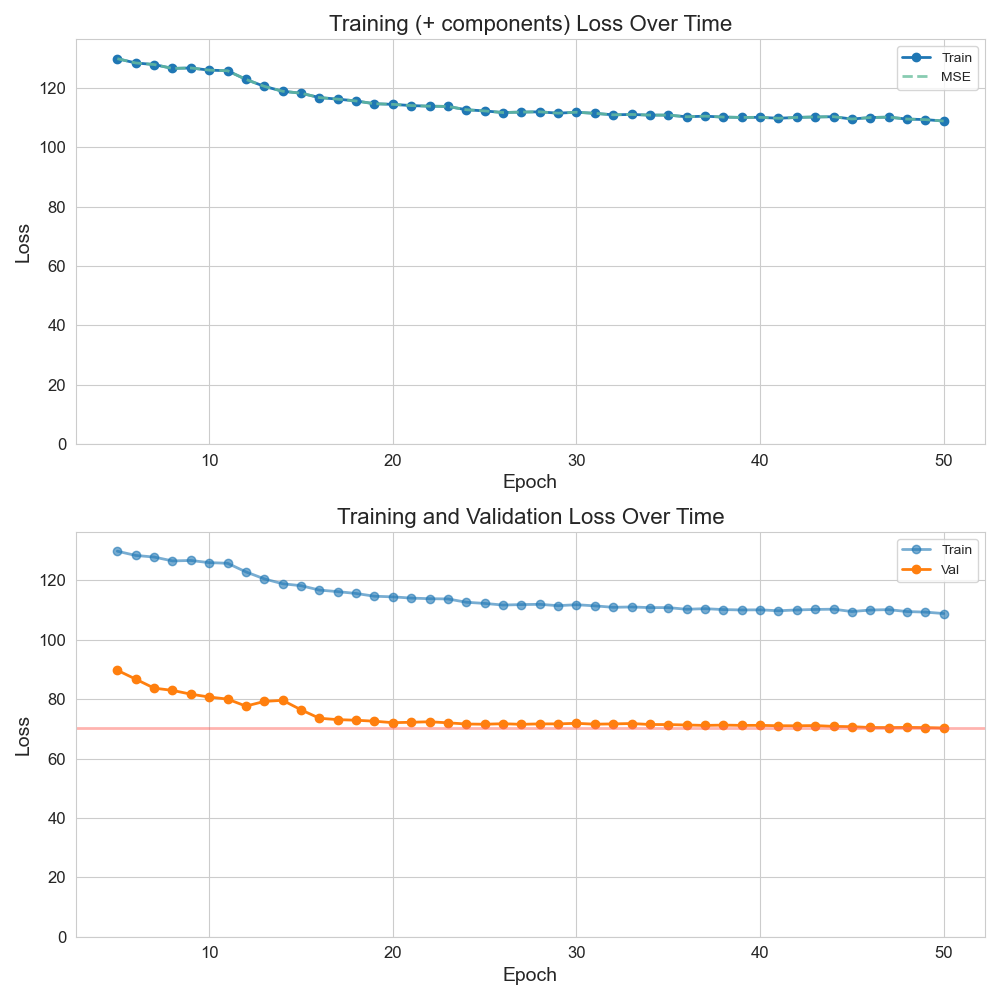 Training (+ components) Loss Over Time
Train
MSE
120
100
80
60
40
20
0
Loss
10 20 30 40 50
Epoch
Training and Validation Loss Over Time
Train
Val
120
100
80
60
40
20
0
Loss
10 20 30 40 50
Epoch